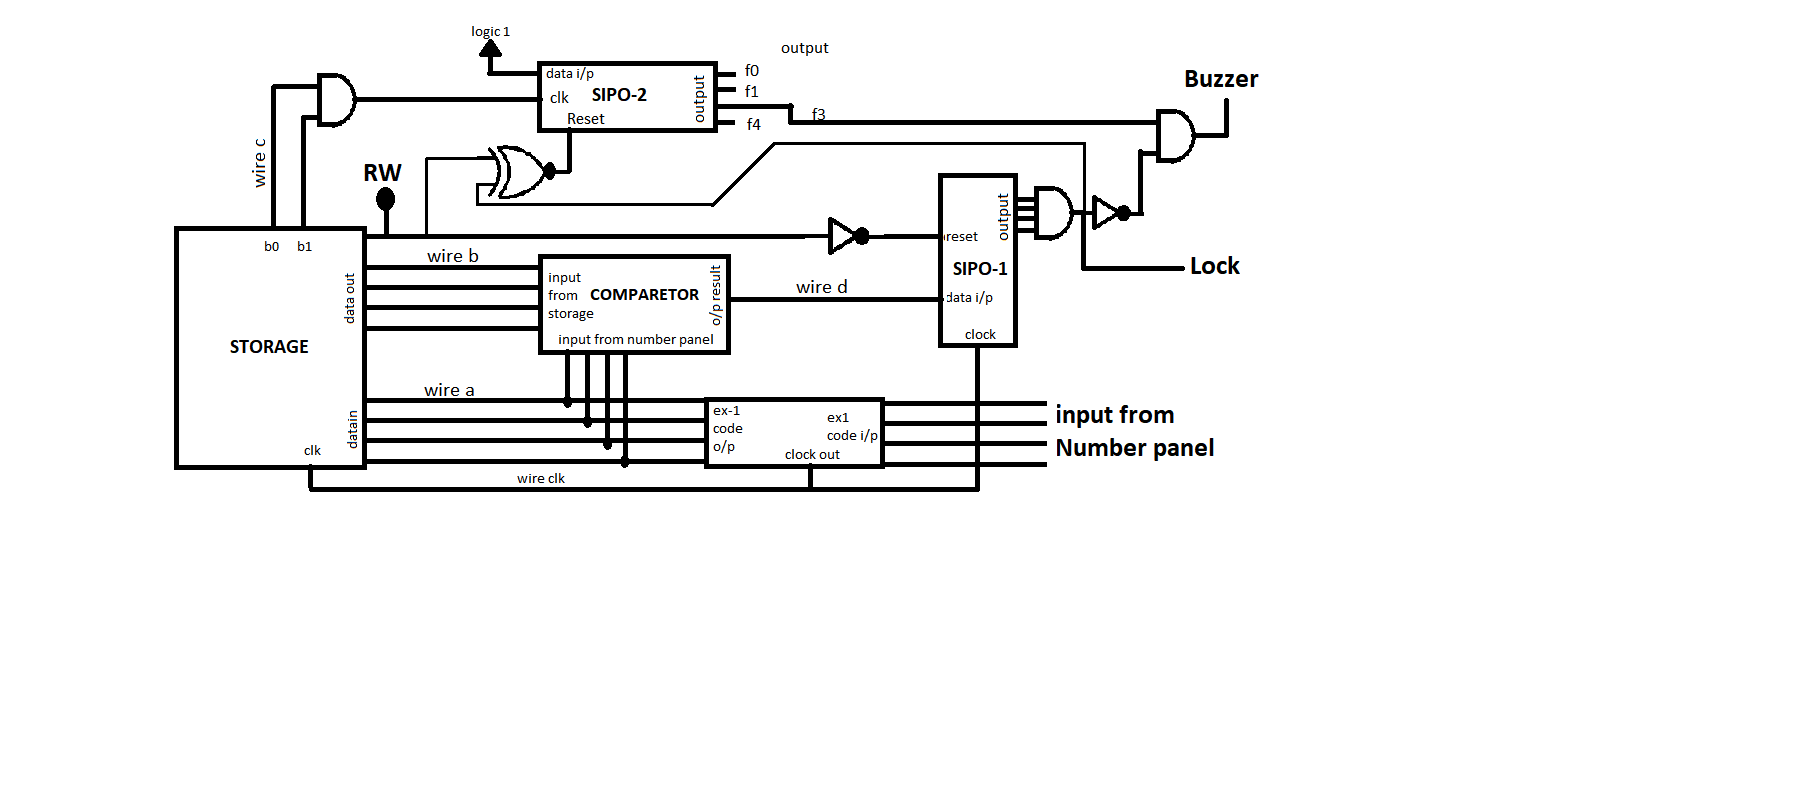 logic 1
output
data i/p
clk
SIPO-2
Reset
output
f0
f1
f3
f4
Buzzer
wire c
RW
b0
b1
wire b
data out
input
from
storage
COMPARETOR
o/p result
input from number panel
wire d
reset
output
SIPO-1
data i/p
clock
Lock
STORAGE
wire a
datain
clk
ex-1
code
o/p
ex1
code i/p
clock out
input from
Number panel
wire clk